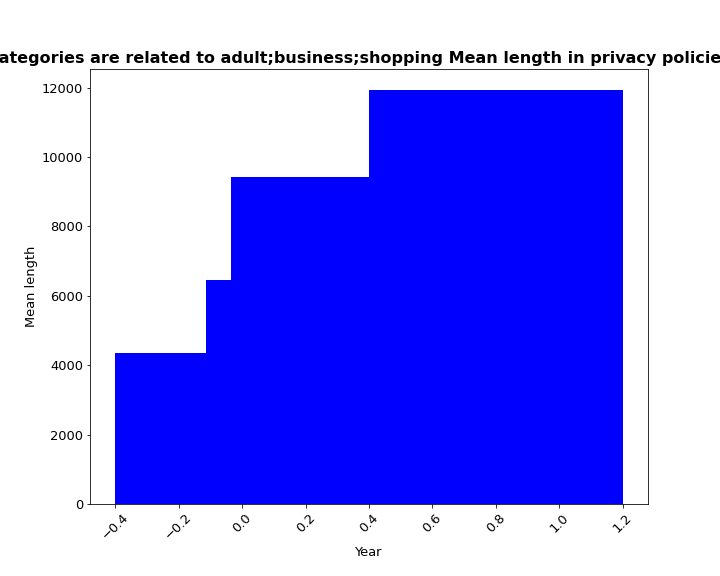 ategories are related to adult;business;shopping Mean length in privacy policie
12000
10000
8000
6000
4000
2000
0
Mean length
−0.4 −0.2 0.0 0.2 0.4 0.6 0.8 1.0 1.2
Year